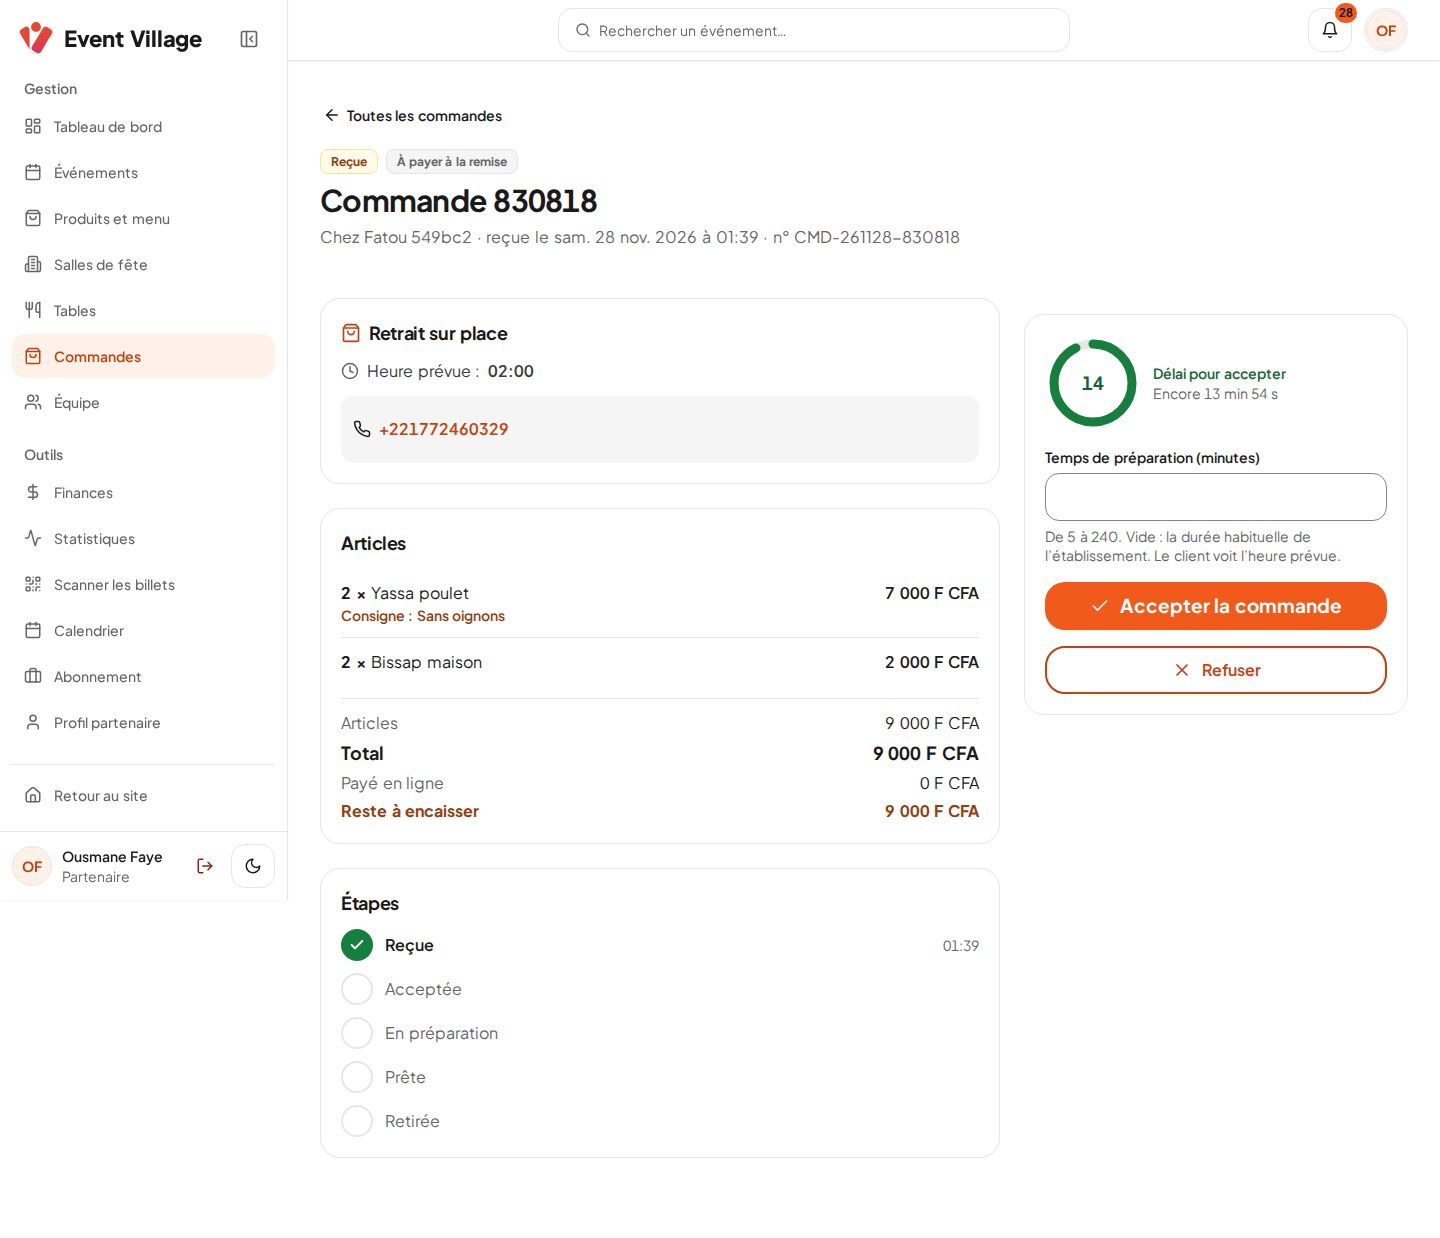 Event Village
Rechercher un événement…
28
OF
Gestion
Tableau de bord
Événements
Produits et menu
Salles de fête
Tables
Commandes
Équipe
Outils
Finances
Statistiques
Scanner les billets
Calendrier
Abonnement
Profil partenaire
Retour au site
OF
Ousmane Faye
Partenaire
Toutes les commandes
Reçue
À payer à la remise
Commande 830818
Chez Fatou 549bc2 · reçue le sam. 28 nov. 2026 à 01:39 · n° CMD-261128-830818
Retrait sur place
Heure prévue : 02:00
+221772460329
Articles
2 × Yassa poulet 7 000 F CFA
Consigne : Sans oignons
2 × Bissap maison 2 000 F CFA
Articles 9 000 F CFA
Total 9 000 F CFA
Payé en ligne 0 F CFA
Reste à encaisser 9 000 F CFA
Étapes
Reçue 01:39
Acceptée
En préparation
Prête
Retirée
14
Délai pour accepter
Encore 13 min 54 s
Temps de préparation (minutes)
De 5 à 240. Vide : la durée habituelle de
l'établissement. Le client voit l'heure prévue.
Accepter la commande
Refuser